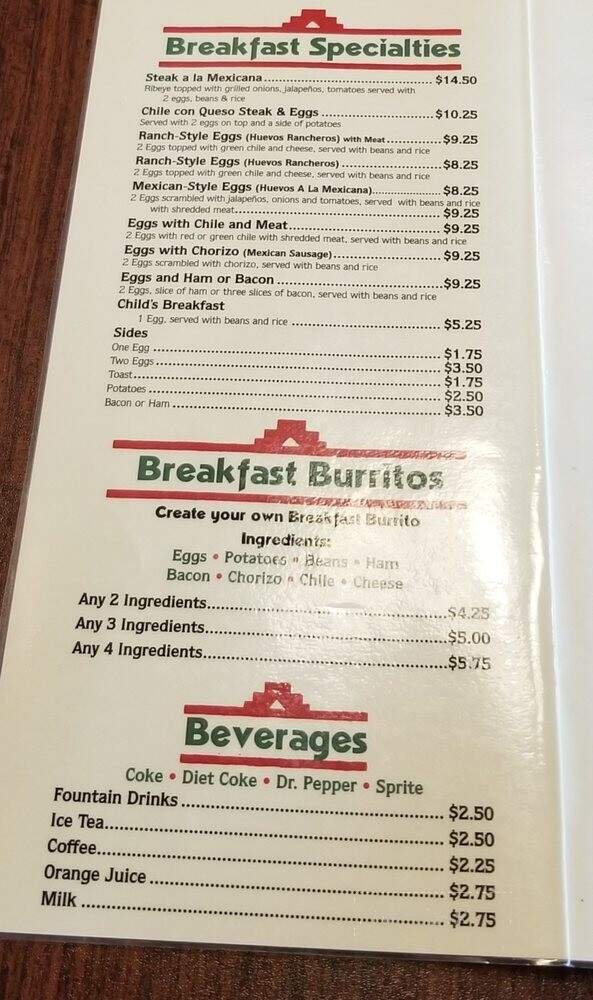 Breakfast Specialties
Steak a la Mexicana.......................................... $14.50
Ribeye topped with grilled onions, jalapeños, tomatoes served with
2 eggs, beans & rice
Chile con Queso Steak & Eggs ...........................$10.25
Served with 2 eggs on top and a side of potatoes
Ranch-Style Eggs (Huevos Rancheros) with Meat..............$9.25
2 Eggs topped with green chile and cheese, served with beans and rice
Ranch-Style Eggs (Huevos Rancheros) ........................$8.25
2 Eggs topped with green chile and cheese, served with beans and rice
Mexican-Style Eggs (Huevos A La Mexicana)................. $8.25
2 Eggs scrambled with jalapeños, onions and tomatoes, served with beans and rice
with shredded meat.................................................. $9.25
Eggs with Chile and Meat.................................... $9.25
2 Eggs with red or green chile with shredded meat, served with beans and rice
Eggs with Chorizo (Mexican Sausage)......................... $9.25
2 Eggs scrambled with chorizo, served with beans and rice
Eggs and Ham or Bacon .......................................$9.25
2 Eggs, slice of ham or three slices of bacon, served with beans and rice
Child's Breakfast
1 Egg, served with beans and rice ................................... $5.25
Sides
One Egg ..................................................................... $1.75
Two Eggs.................................................................... $3.50
Toast.......................................................................... $1.75
Potatoes ..................................................................... $2.50
Bacon or Ham .............................................................$3.50
Breakfast Burritos
Create your own Breakfast Burrito
Ingredients:
Eggs • Potatoes • Beans • Ham
Bacon • Chorizo • Chile • Cheese
Any 2 Ingredients.............................................$4.25
Any 3 Ingredients.............................................$5.00
Any 4 Ingredients.............................................$5.75
Beverages
Coke • Diet Coke • Dr. Pepper • Sprite
Fountain Drinks ................................................ $2.50
Ice Tea............................................................. $2.50
Coffee.............................................................. $2.25
Orange Juice ..................................................... $2.75
Milk ................................................................. $2.75